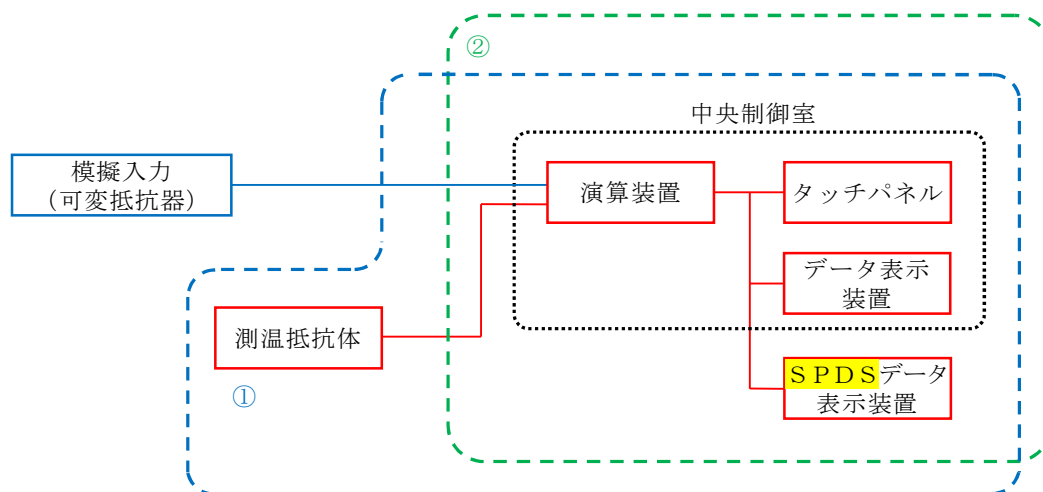 ②
中央制御室
模擬入力
（可変抵抗器）
演算装置
タッチパネル
データ表示
装置
測温抵抗体
①
ＳＰＤＳデータ
表示装置